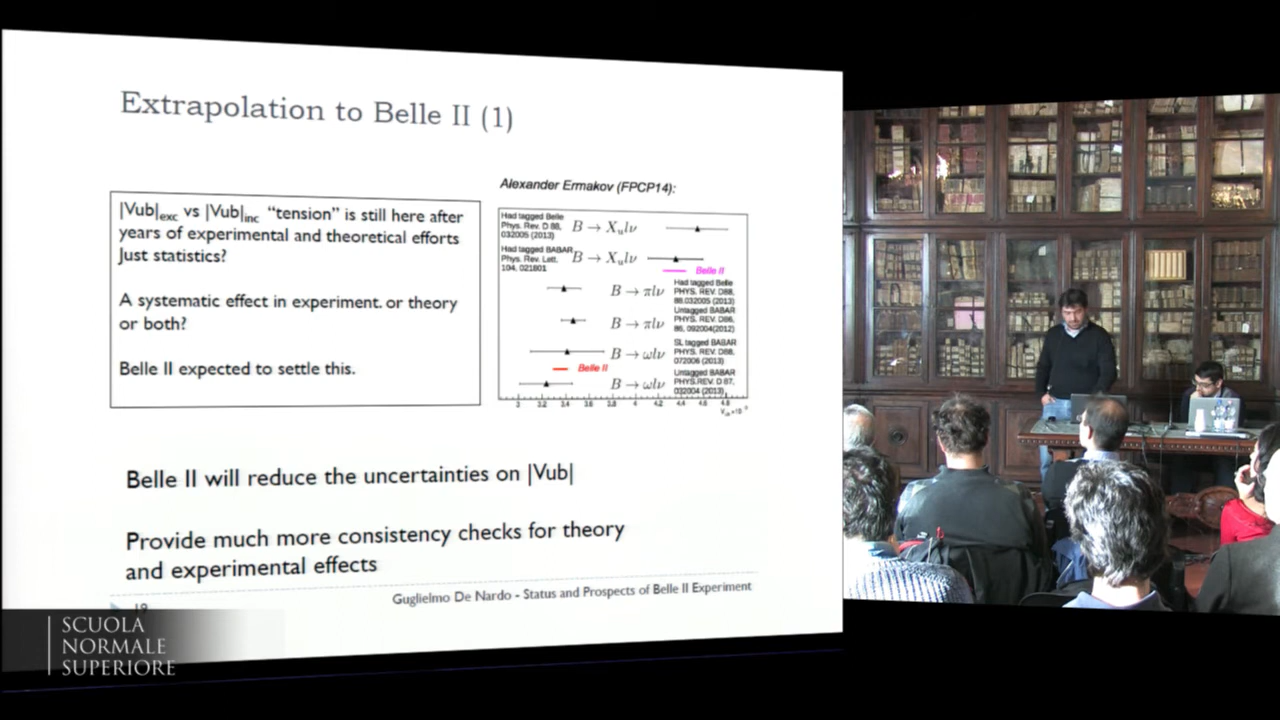 Extrapolation to Belle II (1)
|Vub|exc vs |Vub|inc “tension” is still here after
years of experimental and theoretical efforts
Just statistics?
A systematic effect in experiment. or theory
or both?
Belle II expected to settle this.
Alexander Ermakov (FPCP14):
Had tagged Belle
Phys. Rev. D 88,
032005 (2013)
B → Xulν
Had tagged BABAR
Phys. Rev. Lett.
104, 021801
B → Xulν
Belle II
B → πlν
Had tagged Belle
PHYS. REV. D88,
88.032005 (2013)
B → πlν
Untagged BABAR
PHYS. REV. D86,
86, 092004(2012)
B → ωlν
SL tagged BABAR
PHYS. REV. D88,
072006 (2013)
Belle II
B → ωlν
Untagged BABAR
PHYS.REV. D 87,
032004 (2013)
3 3.2 3.4 3.6 3.8 4 4.2 4.4 4.6 4.8
Belle II will reduce the uncertainties on |Vub|
Provide much more consistency checks for theory
and experimental effects
Guglielmo De Nardo - Status and Prospects of Belle II Experiment
19
SCUOLA
NORMALE
SUPERIORE